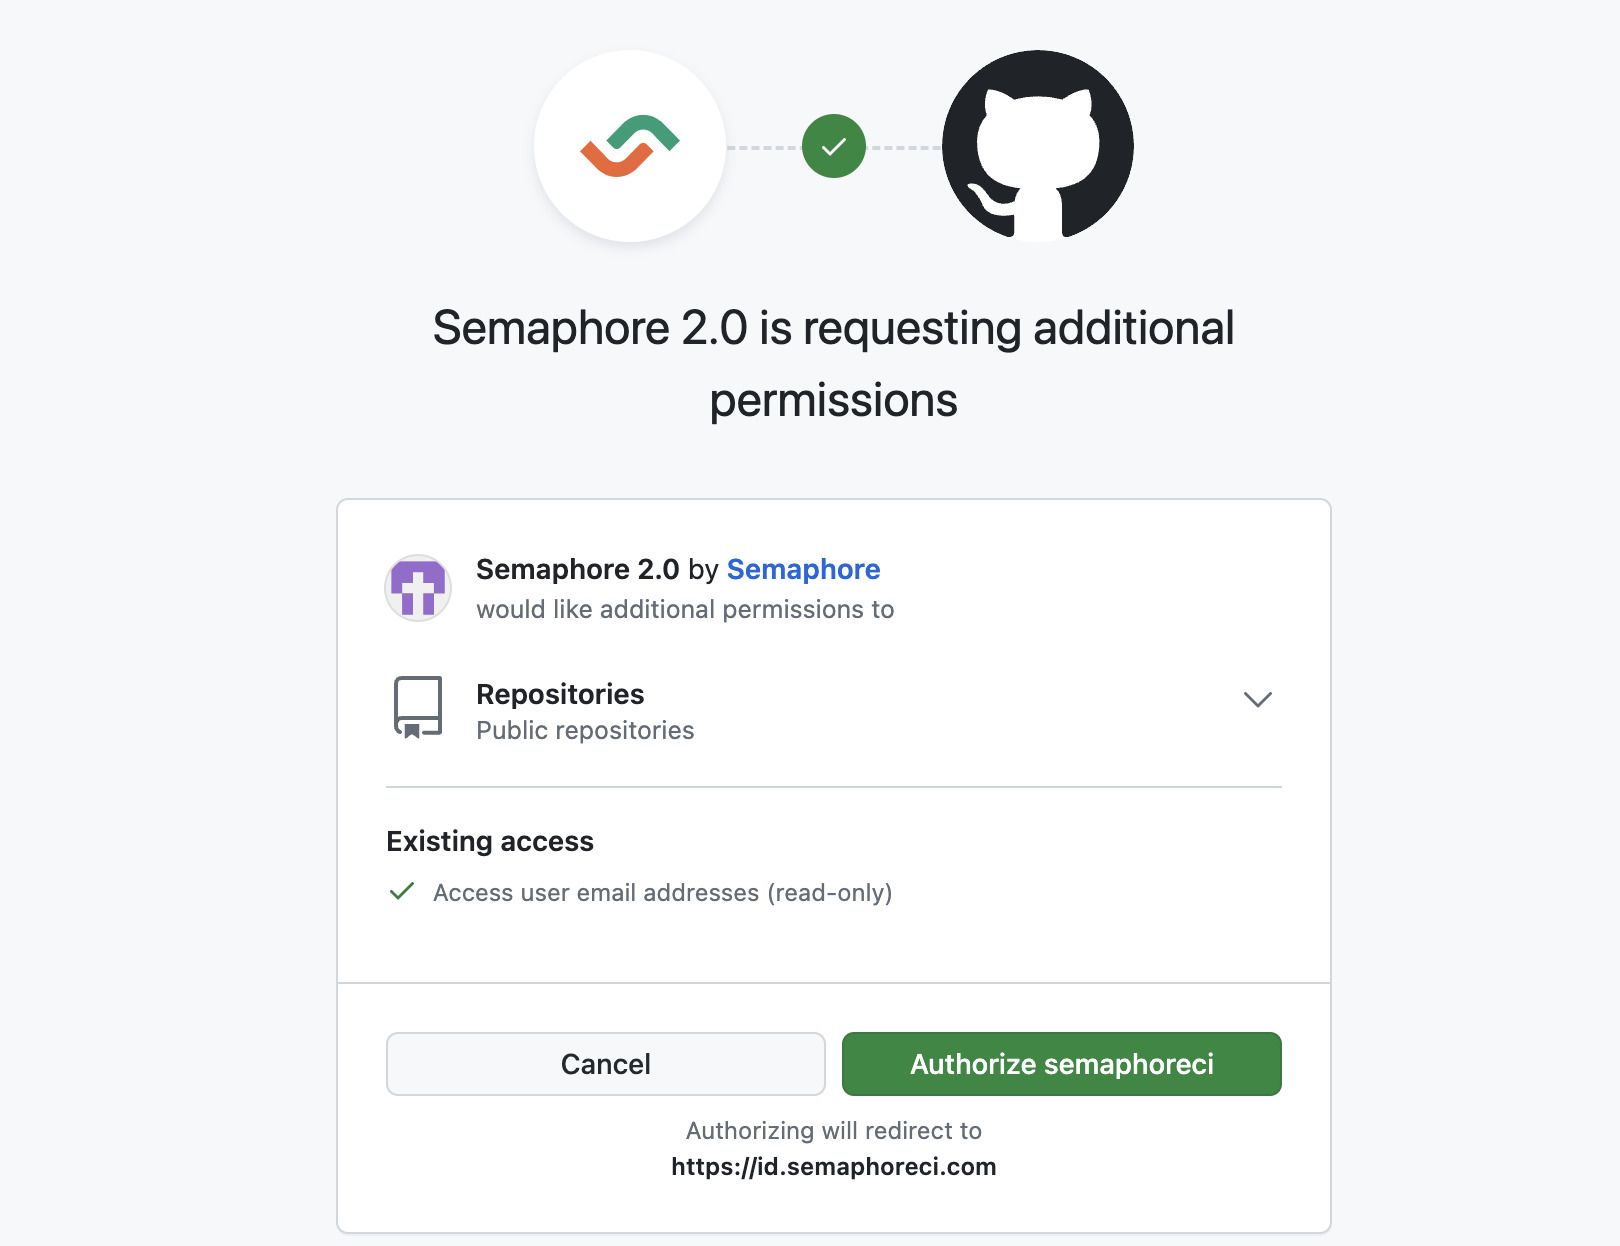 Semaphore 2.0 is requesting additional
permissions
Semaphore 2.0 by Semaphore
would like additional permissions to
Repositories
Public repositories
Existing access
Access user email addresses (read-only)
Cancel
Authorize semaphoreci
Authorizing will redirect to
https://id.semaphoreci.com